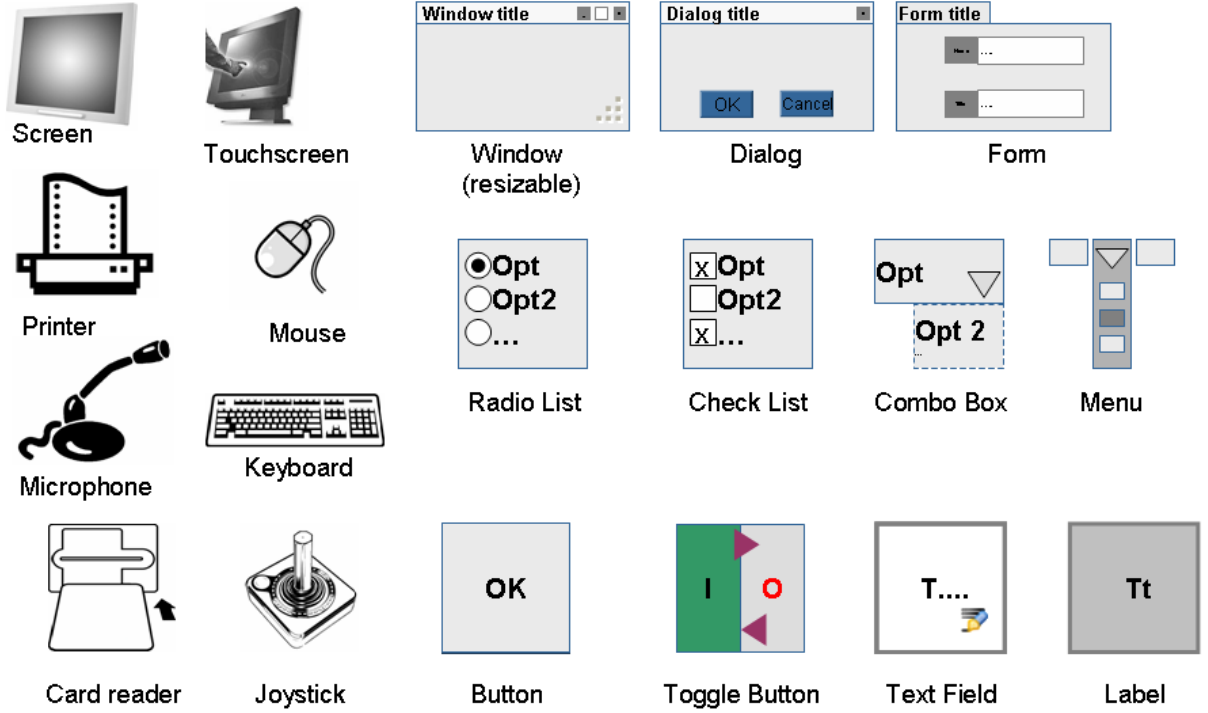 Window title
Dialog title
Form title
...
OK
Cancel
...
Screen
Touchscreen
Window
(resizable)
Dialog
Form
Opt
Opt2
...
x Opt
Opt2
x ...
Opt
Opt 2
...
Printer
Mouse
Radio List
Check List
Combo Box
Menu
Microphone
Keyboard
OK
I
O
T....
Tt
Card reader
Joystick
Button
Toggle Button
Text Field
Label